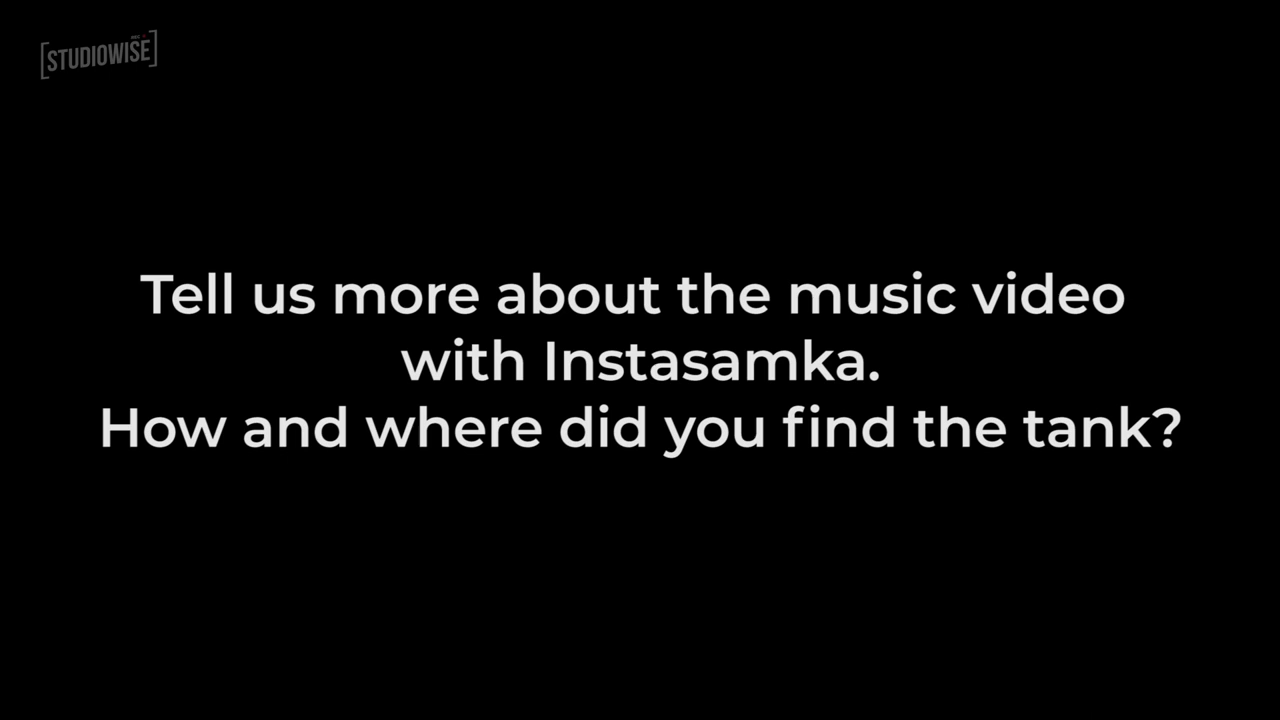 [STUDIOWISE]
Tell us more about the music video
with Instasamka.
How and where did you find the tank?